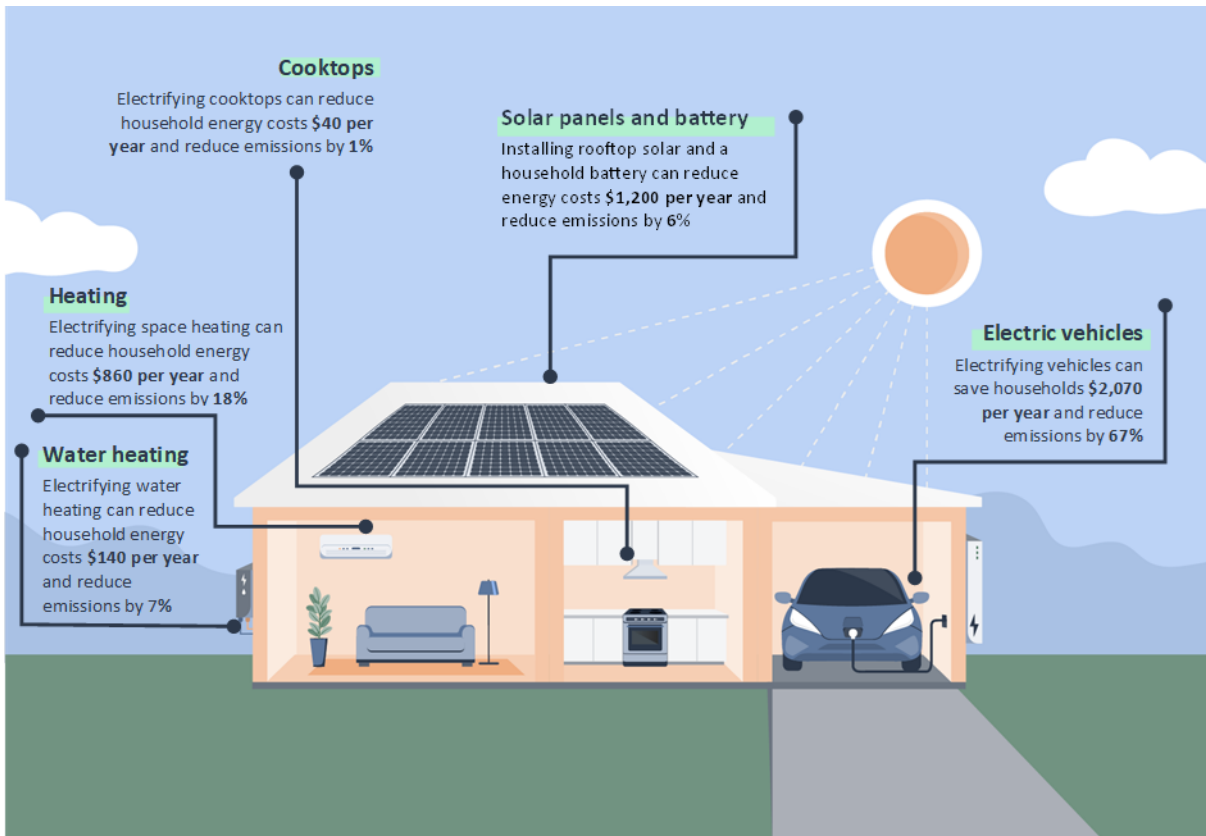 Cooktops
Electrifying cooktops can reduce
household energy costs $40 per
year and reduce emissions by 1%
Solar panels and battery
Installing rooftop solar and a
household battery can reduce
energy costs $1,200 per year and
reduce emissions by 6%
Heating
Electrifying space heating can
reduce household energy
costs $860 per year and
reduce emissions by 18%
Electric vehicles
Electrifying vehicles can
save households $2,070
per year and reduce
emissions by 67%
Water heating
Electrifying water
heating can reduce
household energy
costs $140 per year
and reduce
emissions by 7%